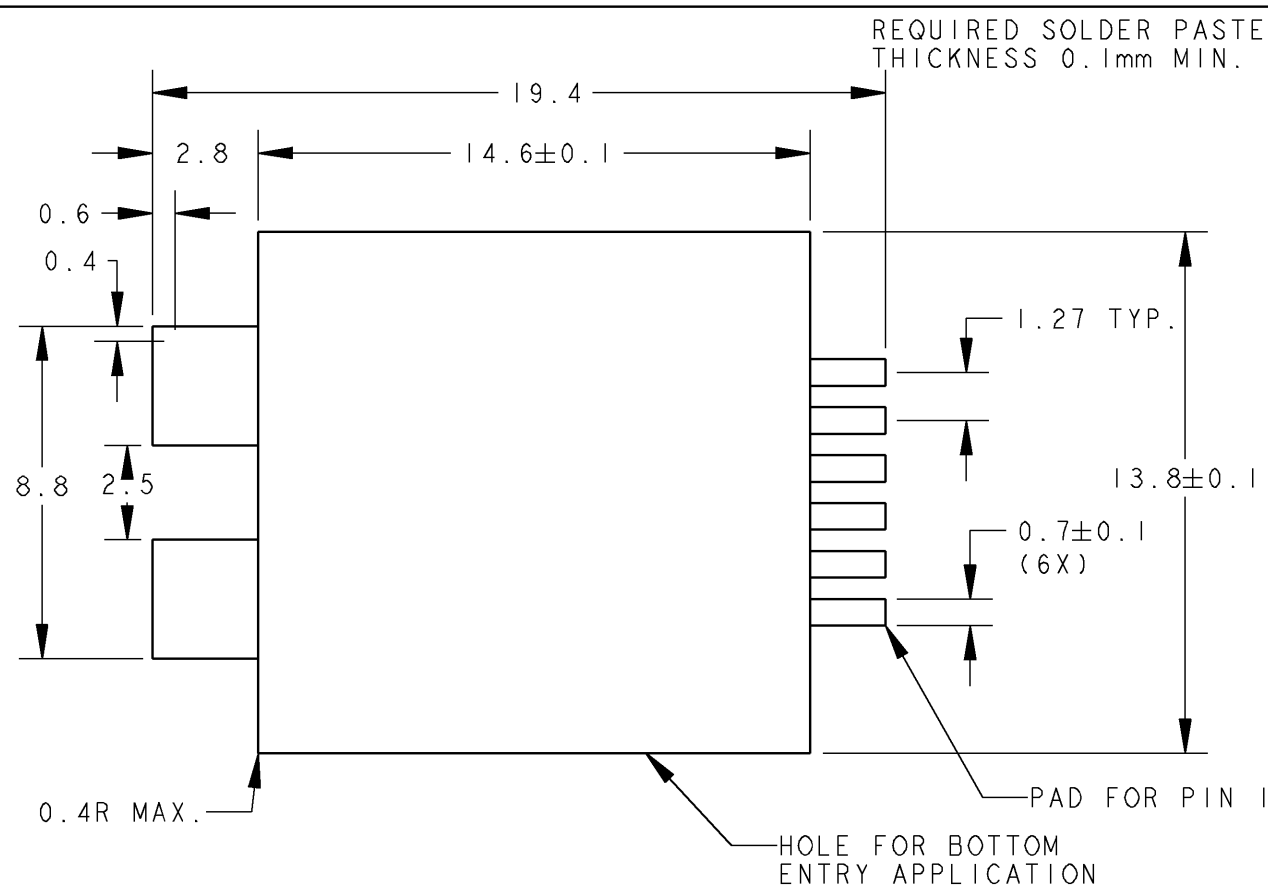 REQUIRED SOLDER PASTE
THICKNESS 0.1mm MIN.
19.4
2.8
14.6±0.1
0.6
0.4
1.27 TYP.
8.8
2.5
13.8±0.1
0.7±0.1
(6X)
0.4R MAX.
PAD FOR PIN 1
HOLE FOR BOTTOM
ENTRY APPLICATION